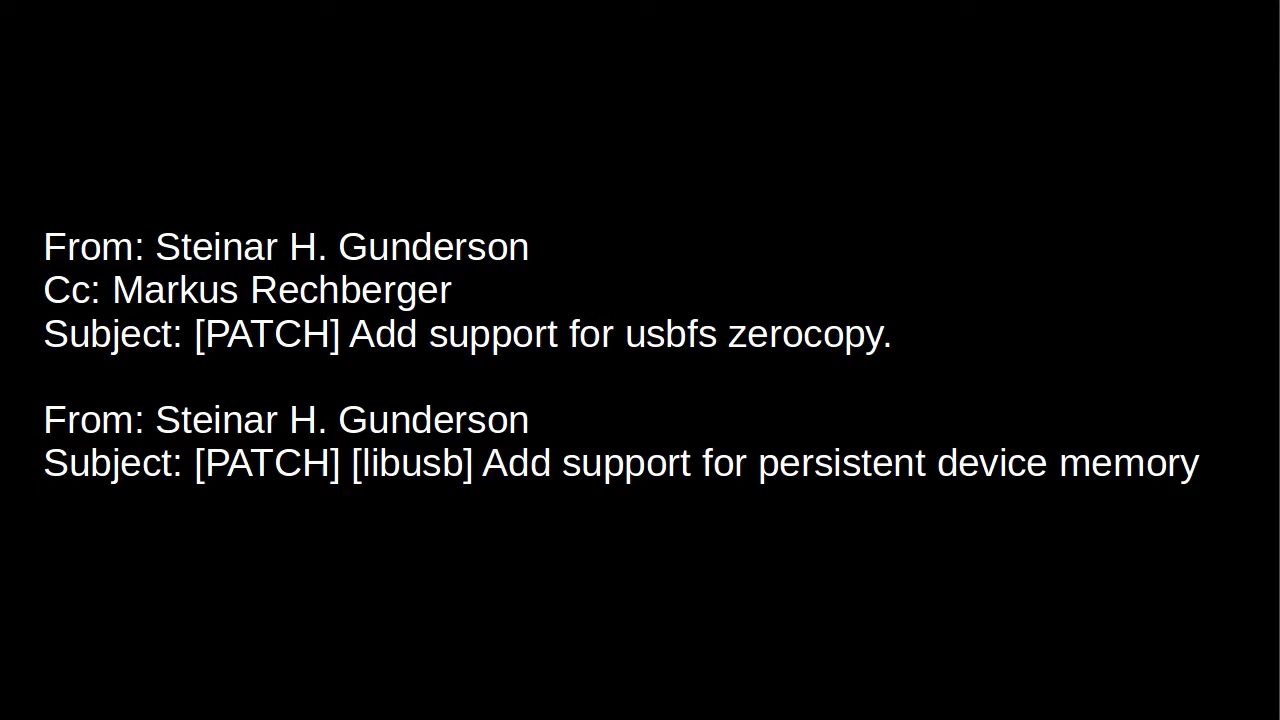 From: Steinar H. Gunderson
Cc: Markus Rechberger
Subject: [PATCH] Add support for usbfs zerocopy.
From: Steinar H. Gunderson
Subject: [PATCH] [libusb] Add support for persistent device memory